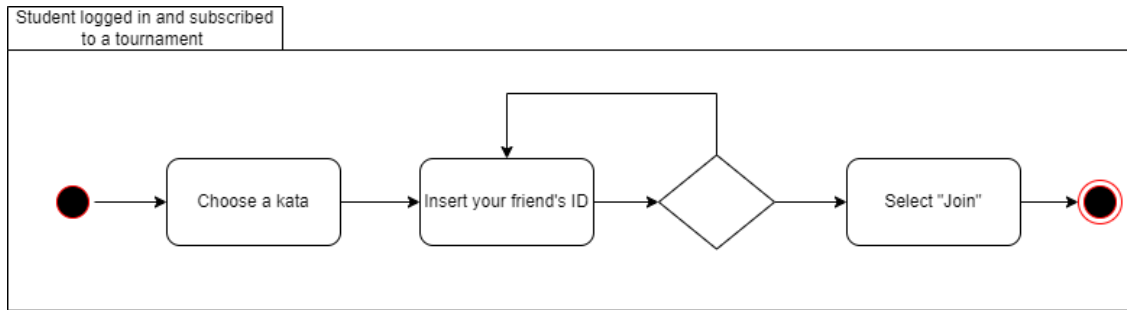 Student logged in and subscribed
to a tournament
Choose a kata
Insert your friend's ID
Select "Join"